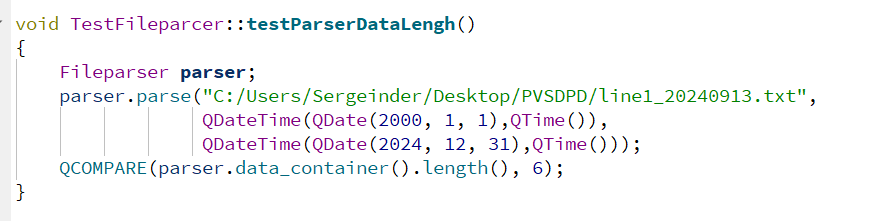 void TestFileparcer::testParserDataLengh()
{
    Fileparser parser;
    parser.parse("C:/Users/Sergeinder/Desktop/PVSDPD/line1_20240913.txt",
                 QDateTime(QDate(2000, 1, 1),QTime()),
                 QDateTime(QDate(2024, 12, 31),QTime()));
    QCOMPARE(parser.data_container().length(), 6);
}